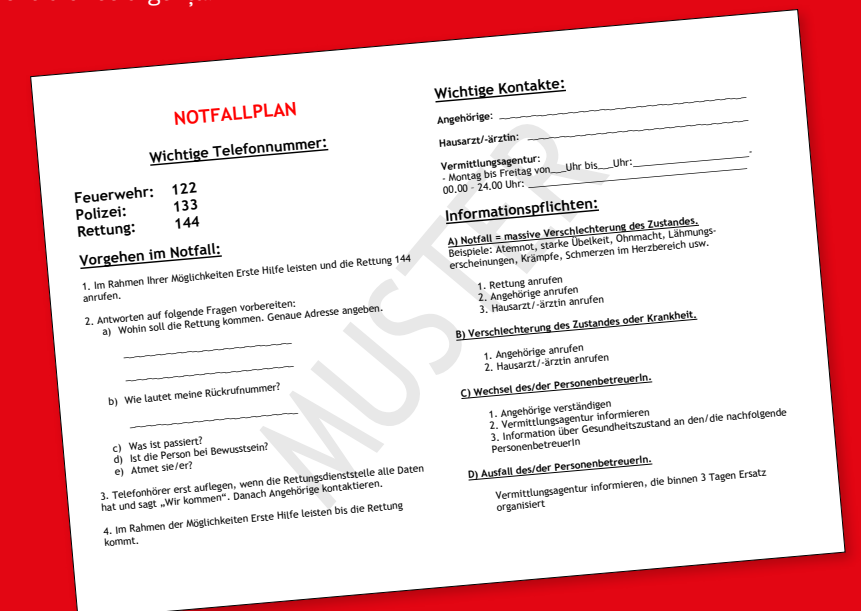 NOTFALLPLAN
Wichtige Telefonnummer:
Feuerwehr: 122
Polizei: 133
Rettung: 144
Vorgehen im Notfall:
1. Im Rahmen Ihrer Möglichkeiten Erste Hilfe leisten und die Rettung 144
anrufen.
2. Antworten auf folgende Fragen vorbereiten:
a) Wohin soll die Rettung kommen. Genaue Adresse angeben.
b) Wie lautet meine Rückrufnummer?
c) Was ist passiert?
d) Ist die Person bei Bewusstsein?
e) Atmet sie/er?
3. Telefonhörer erst auflegen, wenn die Rettungsdienststelle alle Daten
hat und sagt „Wir kommen“. Danach Angehörige kontaktieren.
4. Im Rahmen der Möglichkeiten Erste Hilfe leisten bis die Rettung
kommt.
Wichtige Kontakte:
Angehörige: ___
Hausarzt/-ärztin: ___
Vermittlungsagentur:
- Montag bis Freitag von___Uhr bis___Uhr:___-
00.00 – 24.00 Uhr: ___
Informationspflichten:
A) Notfall = massive Verschlechterung des Zustandes.
Beispiele: Atemnot, starke Übelkeit, Ohnmacht, Lähmungs-
erscheinungen, Krämpfe, Schmerzen im Herzbereich usw.
1. Rettung anrufen
2. Angehörige anrufen
3. Hausarzt/-ärztin anrufen
B) Verschlechterung des Zustandes oder Krankheit.
1. Angehörige anrufen
2. Hausarzt/-ärztin anrufen
C) Wechsel des/der PersonenbetreuerIn.
1. Angehörige verständigen
2. Vermittlungsagentur informieren
3. Information über Gesundheitszustand an den/die nachfolgende
PersonenbetreuerIn
D) Ausfall des/der PersonenbetreuerIn.
Vermittlungsagentur informieren, die binnen 3 Tagen Ersatz
organisiert
MUSTER